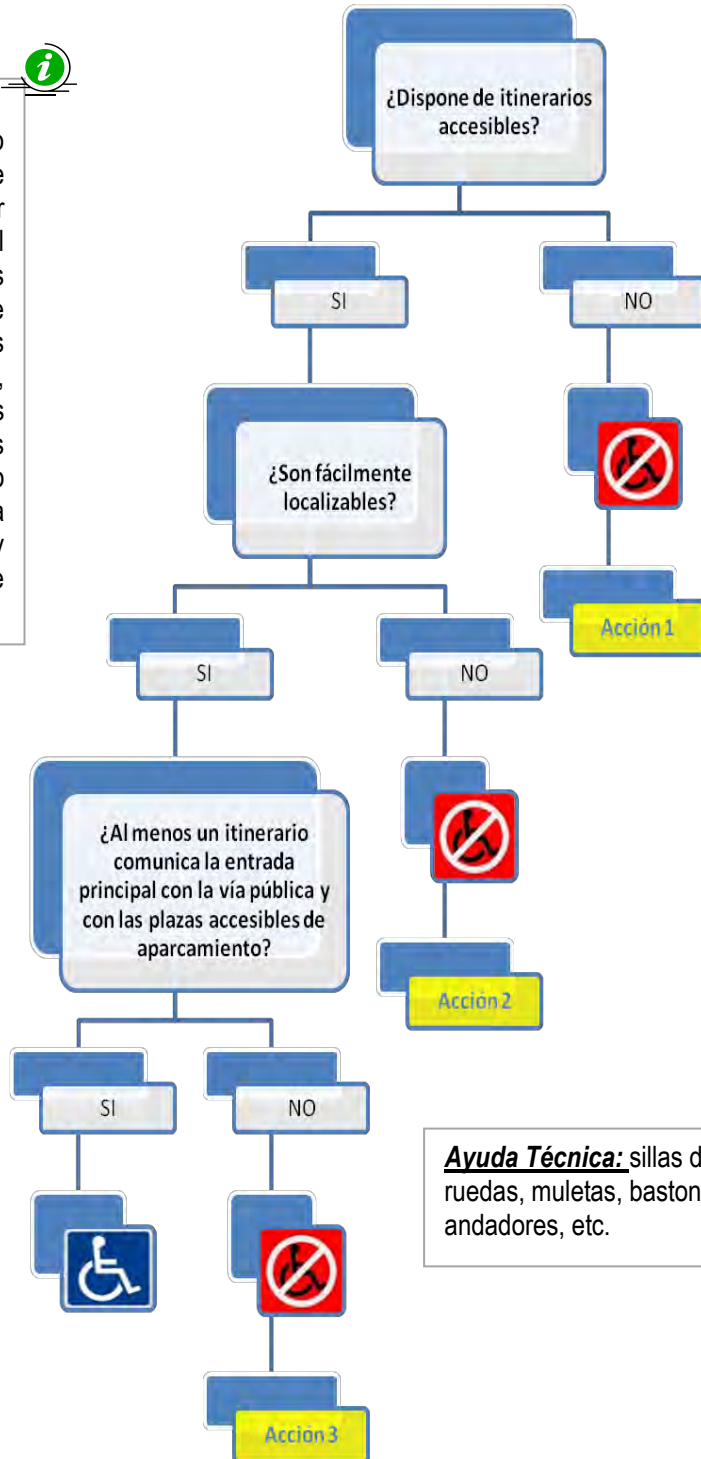 ¿Dispone de itinerarios
accesibles?
SI
NO
¿Son fácilmente
localizables?
Acción 1
SI
NO
¿Al menos un itinerario
comunica la entrada
principal con la vía pública y
con las plazas accesibles de
aparcamiento?
Acción 2
SI
NO
Ayuda Técnica: sillas d
ruedas, muletas, baston
andadores, etc.
Acción 3